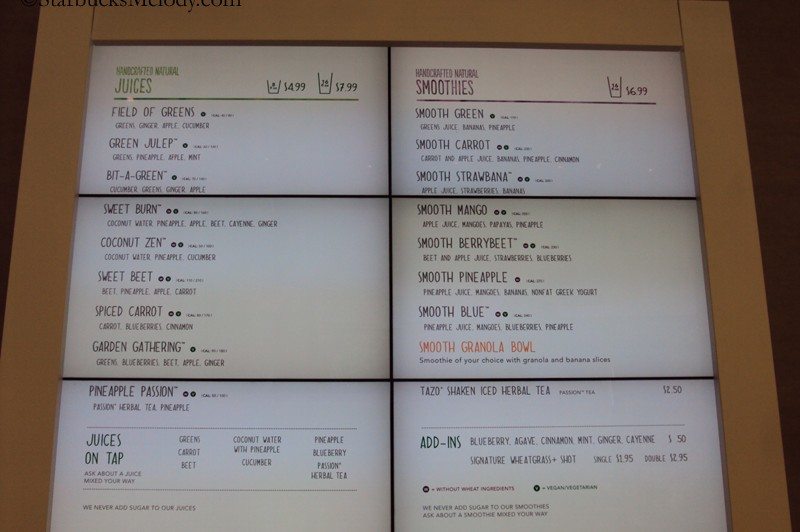 ©StarbucksMelody.com
HANDCRAFTED NATURAL
JUICES
$4.99 $7.99
FIELD OF GREENS
GREENS, GINGER, APPLE, CUCUMBER
GREEN JULEP™
GREENS, PINEAPPLE, APPLE, MINT
BIT-A-GREEN™
CUCUMBER, GREENS, GINGER, APPLE
SWEET BURN™
COCONUT WATER, PINEAPPLE, APPLE, BEET, CAYENNE, GINGER
COCONUT ZEN™
COCONUT WATER, PINEAPPLE, CUCUMBER
SWEET BEET
BEET, PINEAPPLE, APPLE, CARROT
SPICED CARROT
CARROT, BLUEBERRIES, CINNAMON
GARDEN GATHERING™
GREENS, BLUEBERRIES, BEET, APPLE, GINGER
PINEAPPLE PASSION™
PASSION® HERBAL TEA, PINEAPPLE
JUICES
ON TAP
ASK ABOUT A JUICE
MIXED YOUR WAY
GREENS
CARROT
BEET
COCONUT WATER
WITH PINEAPPLE
CUCUMBER
PINEAPPLE
BLUEBERRY
PASSION®
HERBAL TEA
WE NEVER ADD SUGAR TO OUR JUICES
HANDCRAFTED NATURAL
SMOOTHIES
$6.99
SMOOTH GREEN
GREENS JUICE, BANANAS, PINEAPPLE
SMOOTH CARROT
CARROT AND APPLE JUICE, BANANAS, PINEAPPLE, CINNAMON
SMOOTH STRAWBANA™
APPLE JUICE, STRAWBERRIES, BANANAS
SMOOTH MANGO
APPLE JUICE, MANGOES, PAPAYAS, PINEAPPLE
SMOOTH BERRYBEET™
BEET AND APPLE JUICE, STRAWBERRIES, BLUEBERRIES
SMOOTH PINEAPPLE
PINEAPPLE JUICE, MANGOES, BANANAS, NONFAT GREEK YOGURT
SMOOTH BLUE™
PINEAPPLE JUICE, MANGOES, BLUEBERRIES, PINEAPPLE
SMOOTH GRANOLA BOWL
Smoothie of your choice with granola and banana slices
TAZO® SHAKEN ICED HERBAL TEA PASSION™ TEA $2.50
ADD-INS BLUEBERRY, AGAVE, CINNAMON, MINT, GINGER, CAYENNE $ .50
SIGNATURE WHEATGRASS+ SHOT SINGLE $1.95 DOUBLE $2.95
W = WITHOUT WHEAT INGREDIENTS V = VEGAN/VEGETARIAN
WE NEVER ADD SUGAR TO OUR SMOOTHIES
ASK ABOUT A SMOOTHIE MIXED YOUR WAY